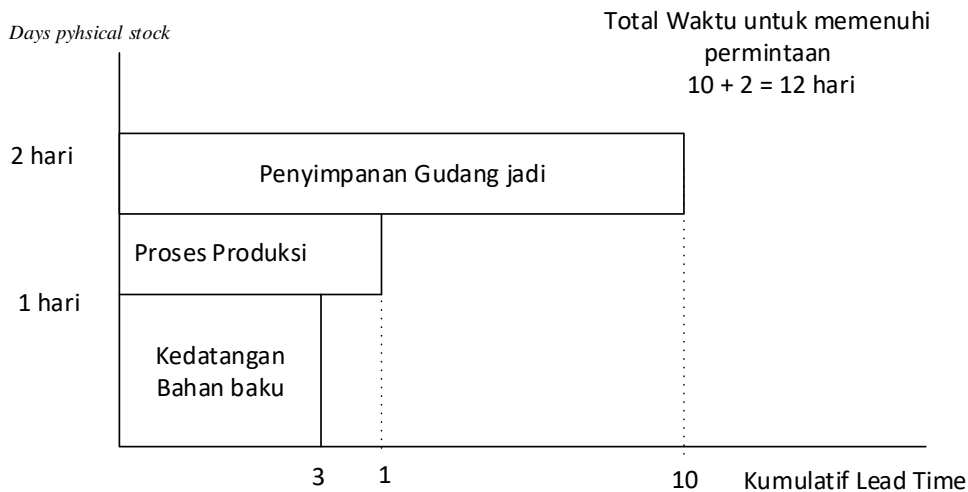 Days pyhsical stock
Total Waktu untuk memenuhi
permintaan
10 + 2 = 12 hari
2 hari
Penyimpanan Gudang jadi
Proses Produksi
1 hari
Kedatangan
Bahan baku
3
1
10
Kumulatif Lead Time